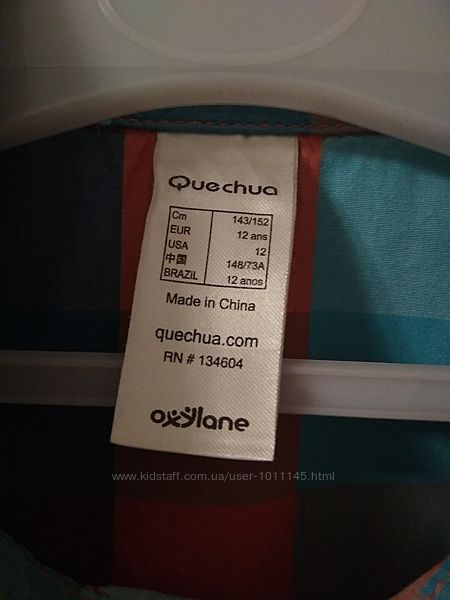 Quechua
Cm 143/152
EUR 12 ans
USA 12
中国 148/73A
BRAZIL 12 anos
Made in China
quechua.com
RN # 134604
oxylane
www.kidstaff.com.ua/user-1011145.html